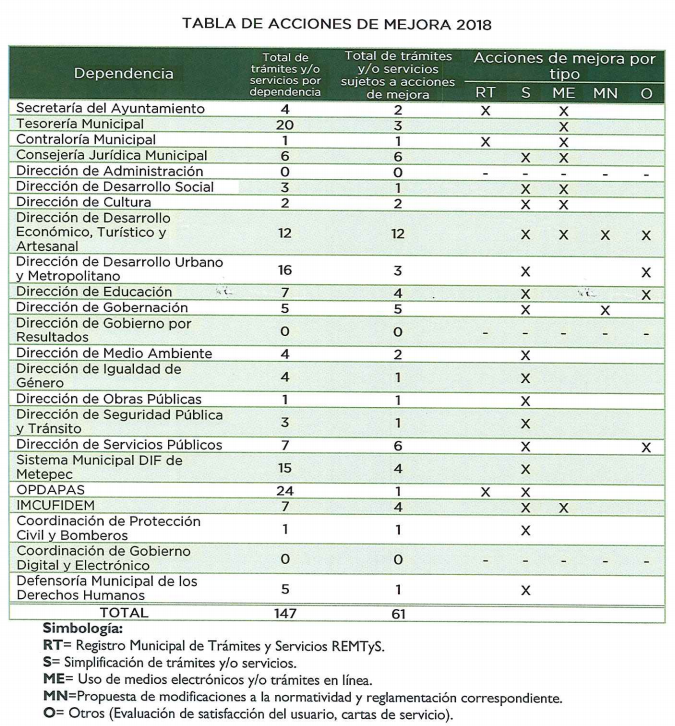 TABLA DE ACCIONES DE MEJORA 2018
Dependencia
Total de trámites y/o servicios por dependencia
Total de trámites y/o servicios sujetos a acciones de mejora
Acciones de mejora por tipo
RT S ME MN O
Secretaría del Ayuntamiento 4 2 X X
Tesorería Municipal 20 3 X
Contraloría Municipal 1 1 X X
Consejería Jurídica Municipal 6 6 X X
Dirección de Administración 0 0 - - - - -
Dirección de Desarrollo Social 3 1 X X
Dirección de Cultura 2 2 X X
Dirección de Desarrollo
Económico, Turístico y
Artesanal 12 12 X X X X
Dirección de Desarrollo Urbano
y Metropolitano 16 3 X X
Dirección de Educación 7 4 X X
Dirección de Gobernación 5 5 X X
Dirección de Gobierno por
Resultados 0 0 - - - - -
Dirección de Medio Ambiente 4 2 X
Dirección de Igualdad de
Género 4 1 X
Dirección de Obras Públicas 1 1 X
Dirección de Seguridad Pública
y Tránsito 3 1 X
Dirección de Servicios Públicos 7 6 X X
Sistema Municipal DIF de
Metepec 15 4 X
OPDAPAS 24 1 X X
IMCUFIDEM 7 4 X X
Coordinación de Protección
Civil y Bomberos 1 1 X
Coordinación de Gobierno
Digital y Electrónico 0 0 - - - - -
Defensoría Municipal de los
Derechos Humanos 5 1 X
TOTAL 147 61
Simbología:
RT= Registro Municipal de Trámites y Servicios REMTyS.
S= Simplificación de trámites y/o servicios.
ME= Uso de medios electrónicos y/o trámites en línea.
MN=Propuesta de modificaciones a la normatividad y reglamentación correspondiente.
O= Otros (Evaluación de satisfacción del usuario, cartas de servicio).